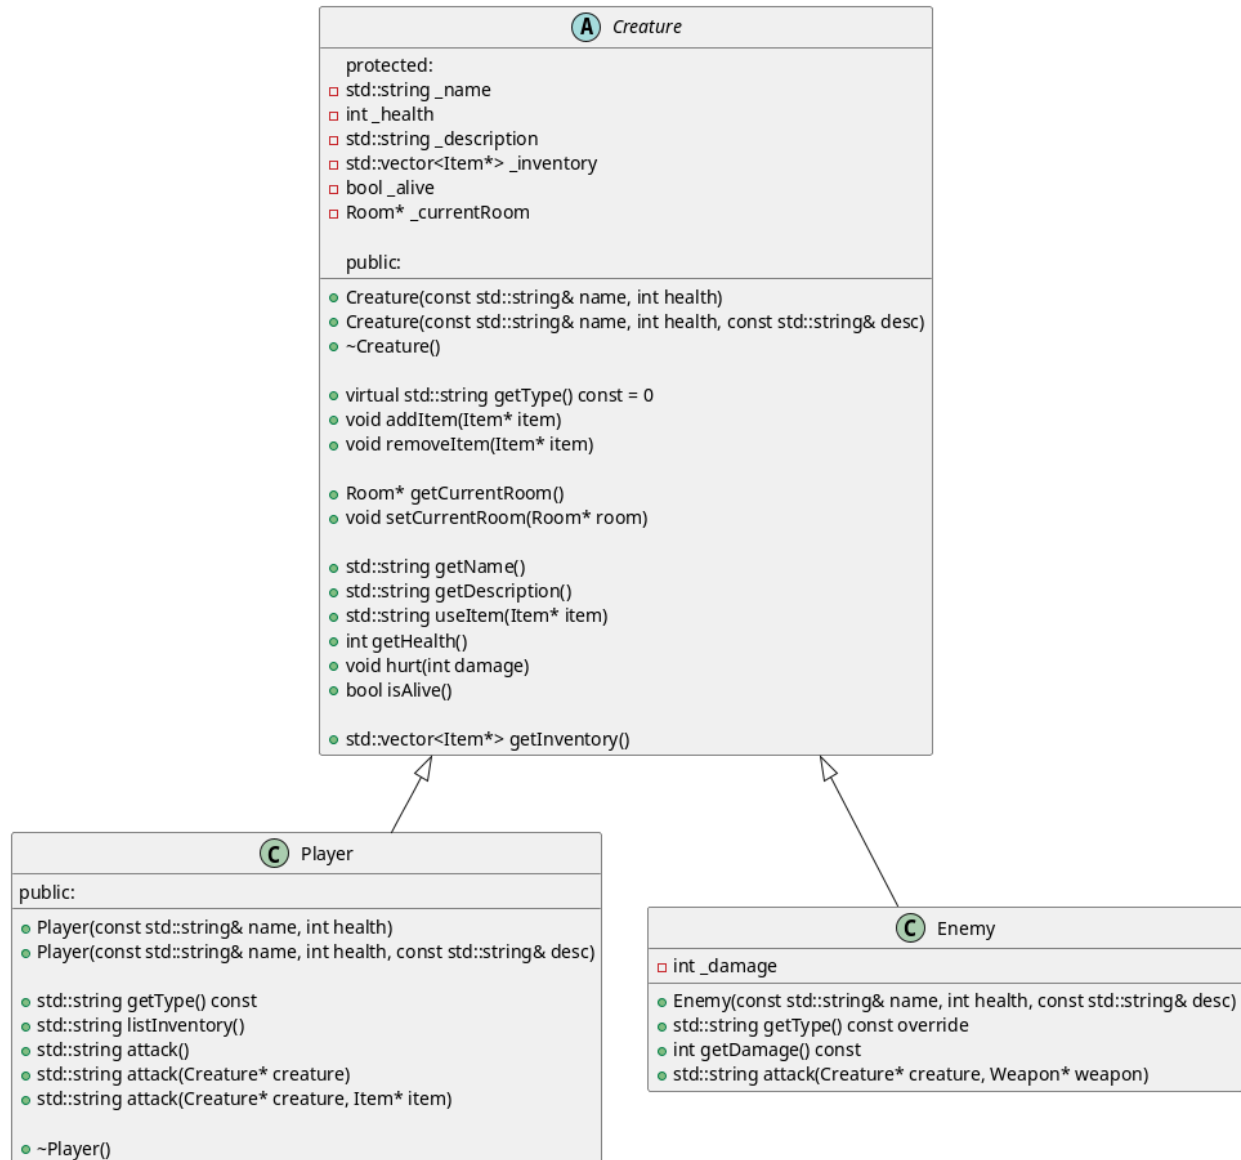 A Creature
protected:
std::string _name
int _health
std::string _description
std::vector<Item*> _inventory
bool _alive
Room* _currentRoom
public:
Creature(const std::string& name, int health)
Creature(const std::string& name, int health, const std::string& desc)
~Creature()
virtual std::string getType() const = 0
void addItem(Item* item)
void removeItem(Item* item)
Room* getCurrentRoom()
void setCurrentRoom(Room* room)
std::string getName()
std::string getDescription()
std::string useItem(Item* item)
int getHealth()
void hurt(int damage)
bool isAlive()
std::vector<Item*> getInventory()
C Player
public:
Player(const std::string& name, int health)
Player(const std::string& name, int health, const std::string& desc)
std::string getType() const
std::string listInventory()
std::string attack()
std::string attack(Creature* creature)
std::string attack(Creature* creature, Item* item)
~Player()
C Enemy
int _damage
Enemy(const std::string& name, int health, const std::string& desc)
std::string getType() const override
int getDamage() const
std::string attack(Creature* creature, Weapon* weapon)